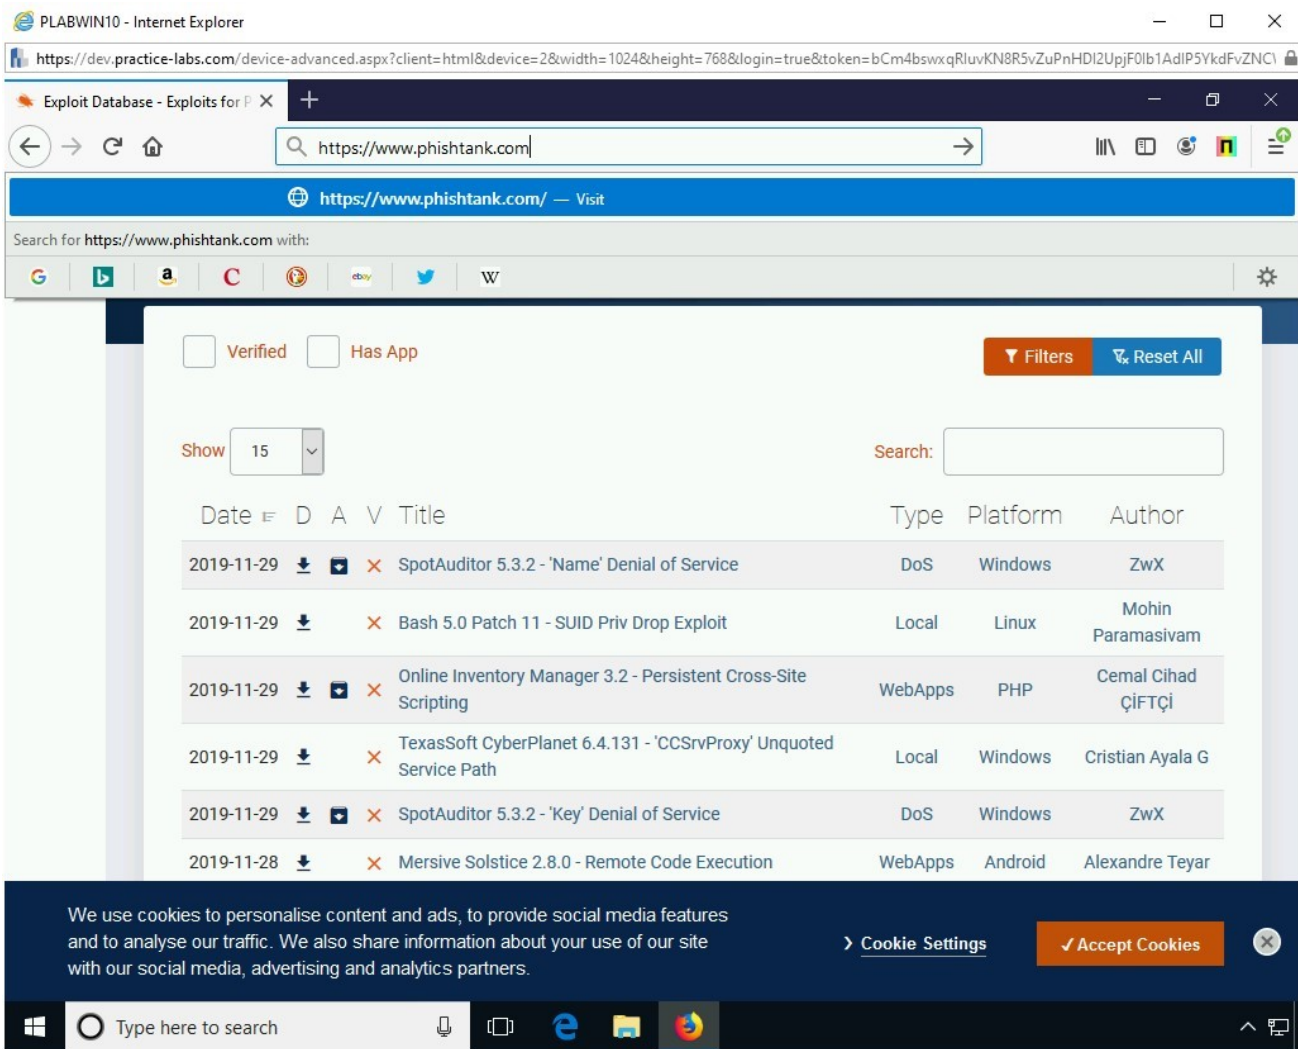 PLABWIN10 - Internet Explorer
https://dev.practice-labs.com/device-advanced.aspx?client=html&device=2&width=1024&height=768&login=true&token=
Exploit Database - Exploits for P
https://www.phishtank.com
https://www.phishtank.com/ — Visit
Search for https://www.phishtank.com with:
G b a C ebay W
Verified Has App Filters Reset All
Show 15 Search:
Date D A V Title Type Platform Author
2019-11-29 SpotAuditor 5.3.2 - 'Name' Denial of Service DoS Windows ZwX
2019-11-29 Bash 5.0 Patch 11 - SUID Priv Drop Exploit Local Linux Mohin
Paramasivam
2019-11-29 Online Inventory Manager 3.2 - Persistent Cross-Site
Scripting WebApps PHP Cemal Cihad
ÇİFTÇİ
2019-11-29 TexasSoft CyberPlanet 6.4.131 - 'CCSrvProxy' Unquoted
Service Path Local Windows Cristian Ayala G
2019-11-29 SpotAuditor 5.3.2 - 'Key' Denial of Service DoS Windows ZwX
2019-11-28 Mersive Solstice 2.8.0 - Remote Code Execution WebApps Android Alexandre Teyar
We use cookies to personalise content and ads, to provide social media features
and to analyse our traffic. We also share information about your use of our site
with our social media, advertising and analytics partners.
Cookie Settings
Accept Cookies
Type here to search